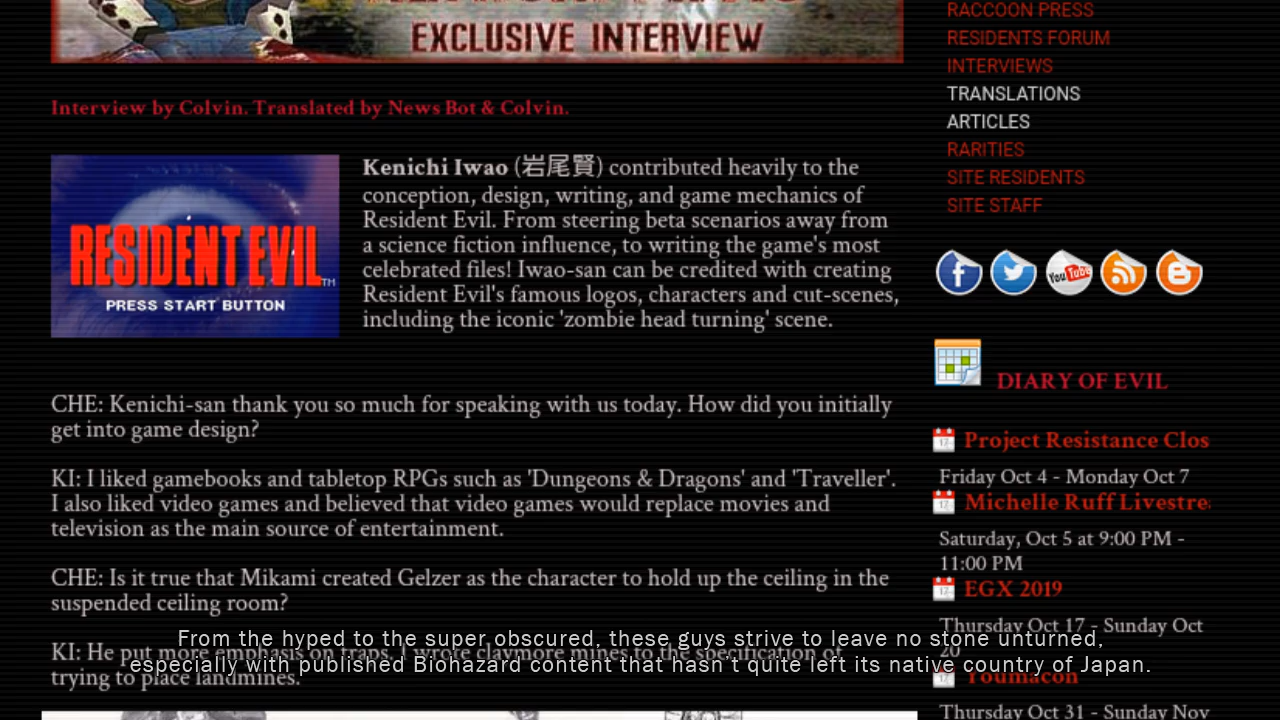 EXCLUSIVE INTERVIEW
Interview by Colvin. Translated by News Bot & Colvin.
RESIDENT EVIL™
PRESS START BUTTON
Kenichi Iwao (岩尾賢) contributed heavily to the
conception, design, writing, and game mechanics of
Resident Evil. From steering beta scenarios away from
a science fiction influence, to writing the game's most
celebrated files! Iwao-san can be credited with creating
Resident Evil's famous logos, characters and cut-scenes,
including the iconic 'zombie head turning' scene.
CHE: Kenichi-san thank you so much for speaking with us today. How did you initially
get into game design?
KI: I liked gamebooks and tabletop RPGs such as 'Dungeons & Dragons' and 'Traveller'.
I also liked video games and believed that video games would replace movies and
television as the main source of entertainment.
CHE: Is it true that Mikami created Gelzer as the character to hold up the ceiling in the
suspended ceiling room?
KI: He put more emphasis on traps. I wrote claymore mines to the specification of
trying to place landmines.
From the hyped to the super obscured, these guys strive to leave no stone unturned,
especially with published Biohazard content that hasn't quite left its native country of Japan.
RACCOON PRESS
RESIDENTS FORUM
INTERVIEWS
TRANSLATIONS
ARTICLES
RARITIES
SITE RESIDENTS
SITE STAFF
You Tube
DIARY OF EVIL
Project Resistance Clos
Friday Oct 4 - Monday Oct 7
Michelle Ruff Livestre
Saturday, Oct 5 at 9:00 PM -
11:00 PM
EGX 2019
Thursday Oct 17 - Sunday Oct
20
Youmacon
Thursday Oct 31 - Sunday Nov